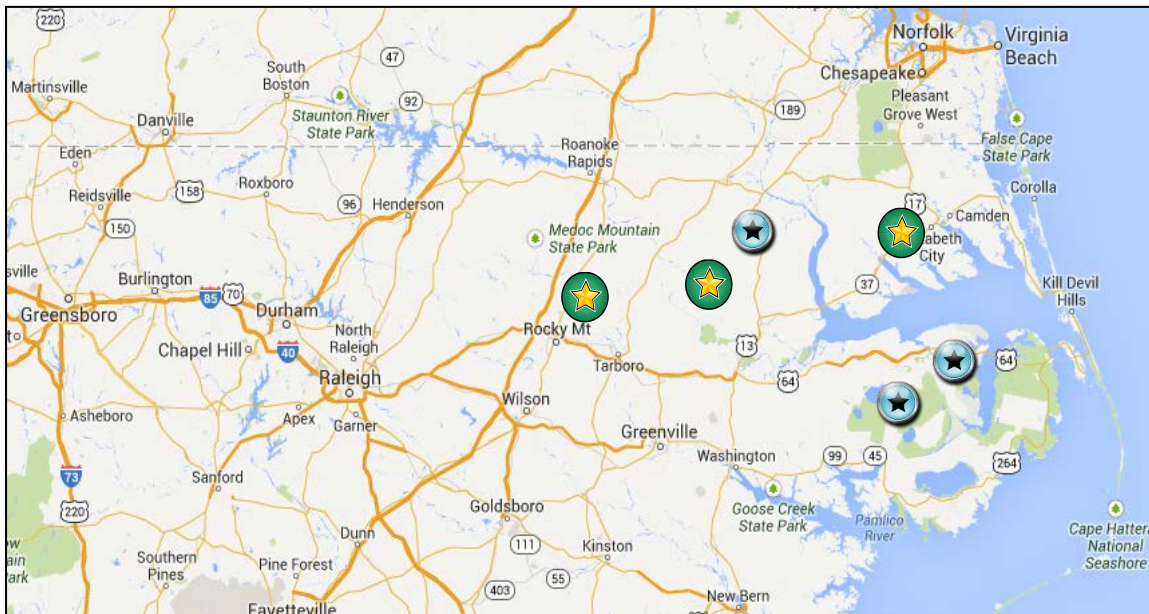 220
47
Norfolk
Virginia
Beach
Martinsville
South
Boston
Chesapeake
92
189
Pleasant
Grove West
Danville
Staunton River
State Park
Eden
Roanoke
Rapids
False Cape
State Park
Reidsville
158
Roxboro
96
Henderson
17
Camden
Corolla
150
Medoc Mountain
State Park
City
Burlington
85
70
37
Kill Devil
Hills
Greensboro
Durham
Chapel Hill
40
North
Raleigh
Rocky Mt
13
Tarboro
64
64
Raleigh
Asheboro
Apex
Garner
Wilson
Greenville
Washington
99
45
264
73
Sanford
220
Goldsboro
Goose Creek
State Park
Pamlico
River
Cape Hatteras
National
Seashore
Dunn
111
Southern
Pines
Pine Forest
Kinston
55
403
New Bern
Fayetteville
Park